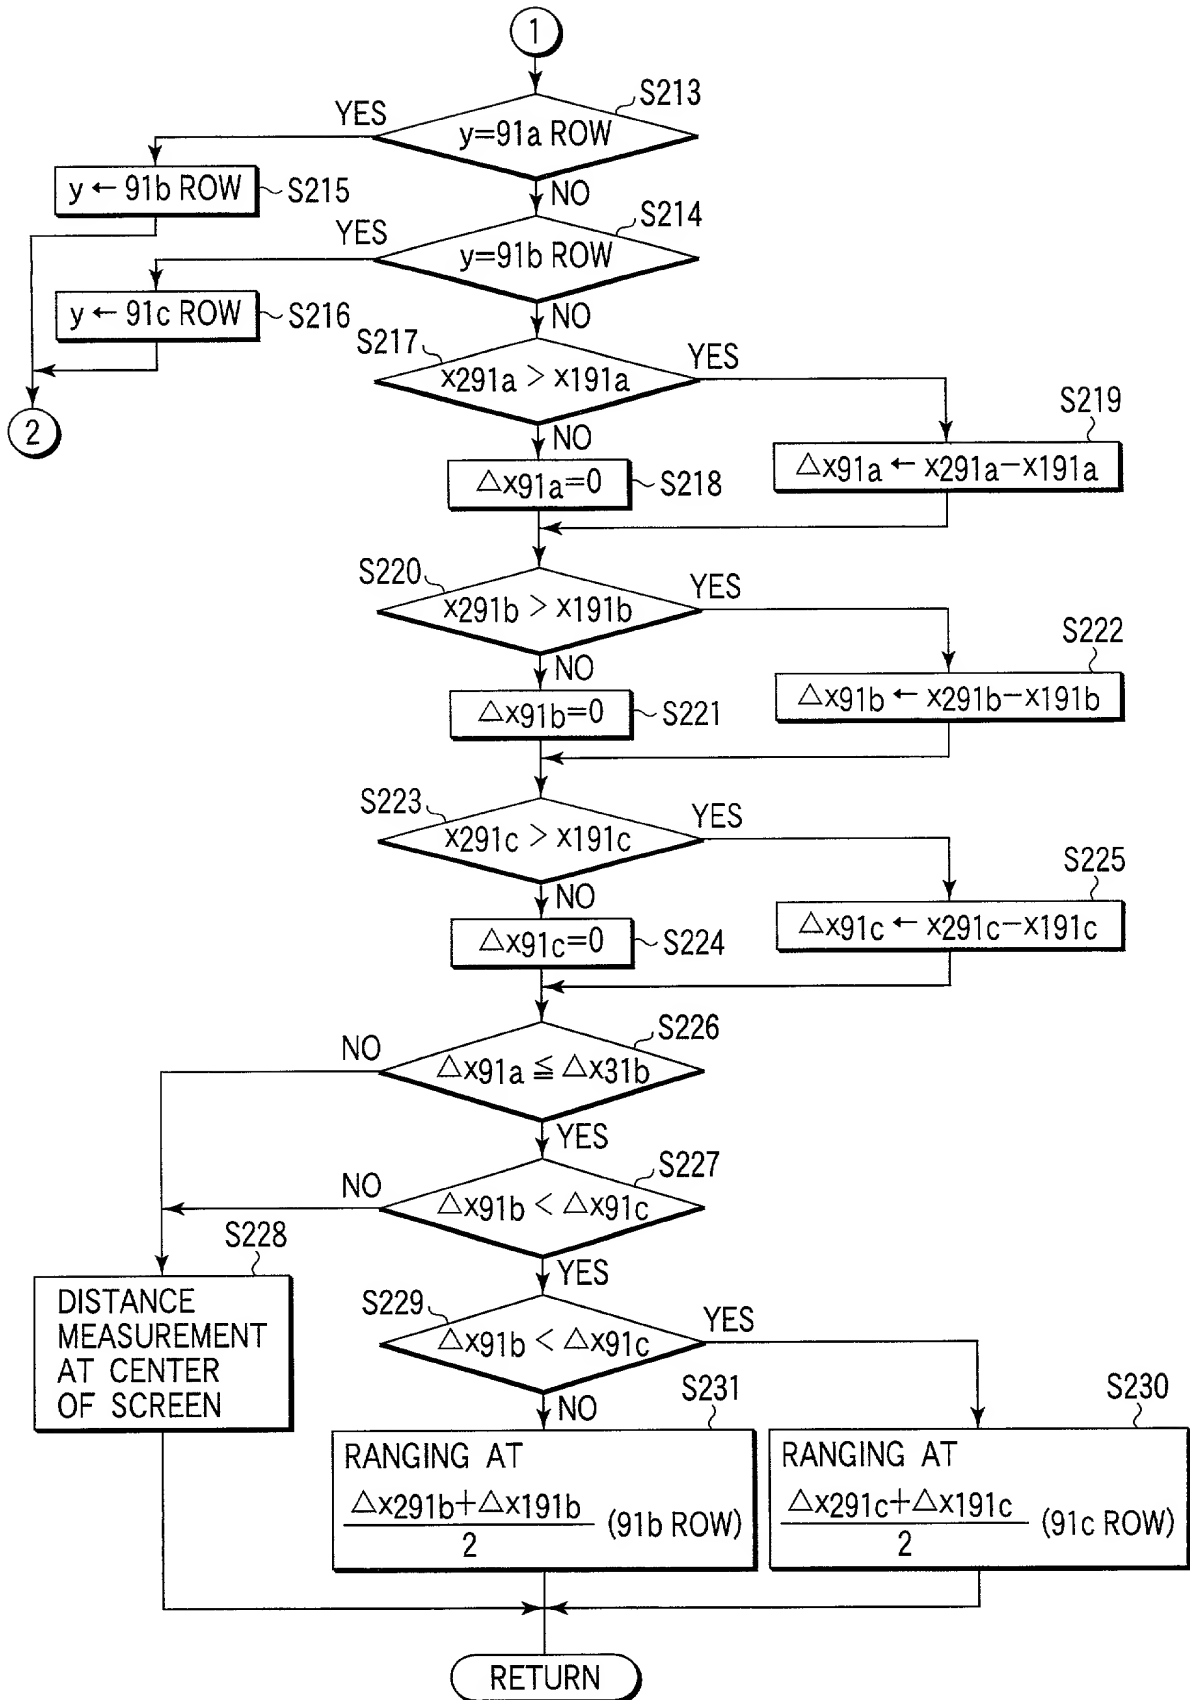 1
S213
YES
y=91a ROW
y ← 91b ROW
S215
NO
S214
YES
y=91b ROW
y ← 91c ROW
S216
NO
S217
YES
x291a > x191a
2
S219
NO
△x91a=0
S218
△x91a ← x291a−x191a
S220
YES
x291b > x191b
S222
NO
△x91b=0
S221
△x91b ← x291b−x191b
S223
YES
x291c > x191c
S225
NO
△x91c=0
S224
△x91c ← x291c−x191c
S226
NO
△x91a ≦ △x31b
YES
S227
NO
△x91b < △x91c
S228
YES
DISTANCE
MEASUREMENT
AT CENTER
OF SCREEN
S229
YES
△x91b < △x91c
S231
S230
NO
RANGING AT
△x291b+△x191b
2
(91b ROW)
RANGING AT
△x291c+△x191c
2
(91c ROW)
RETURN